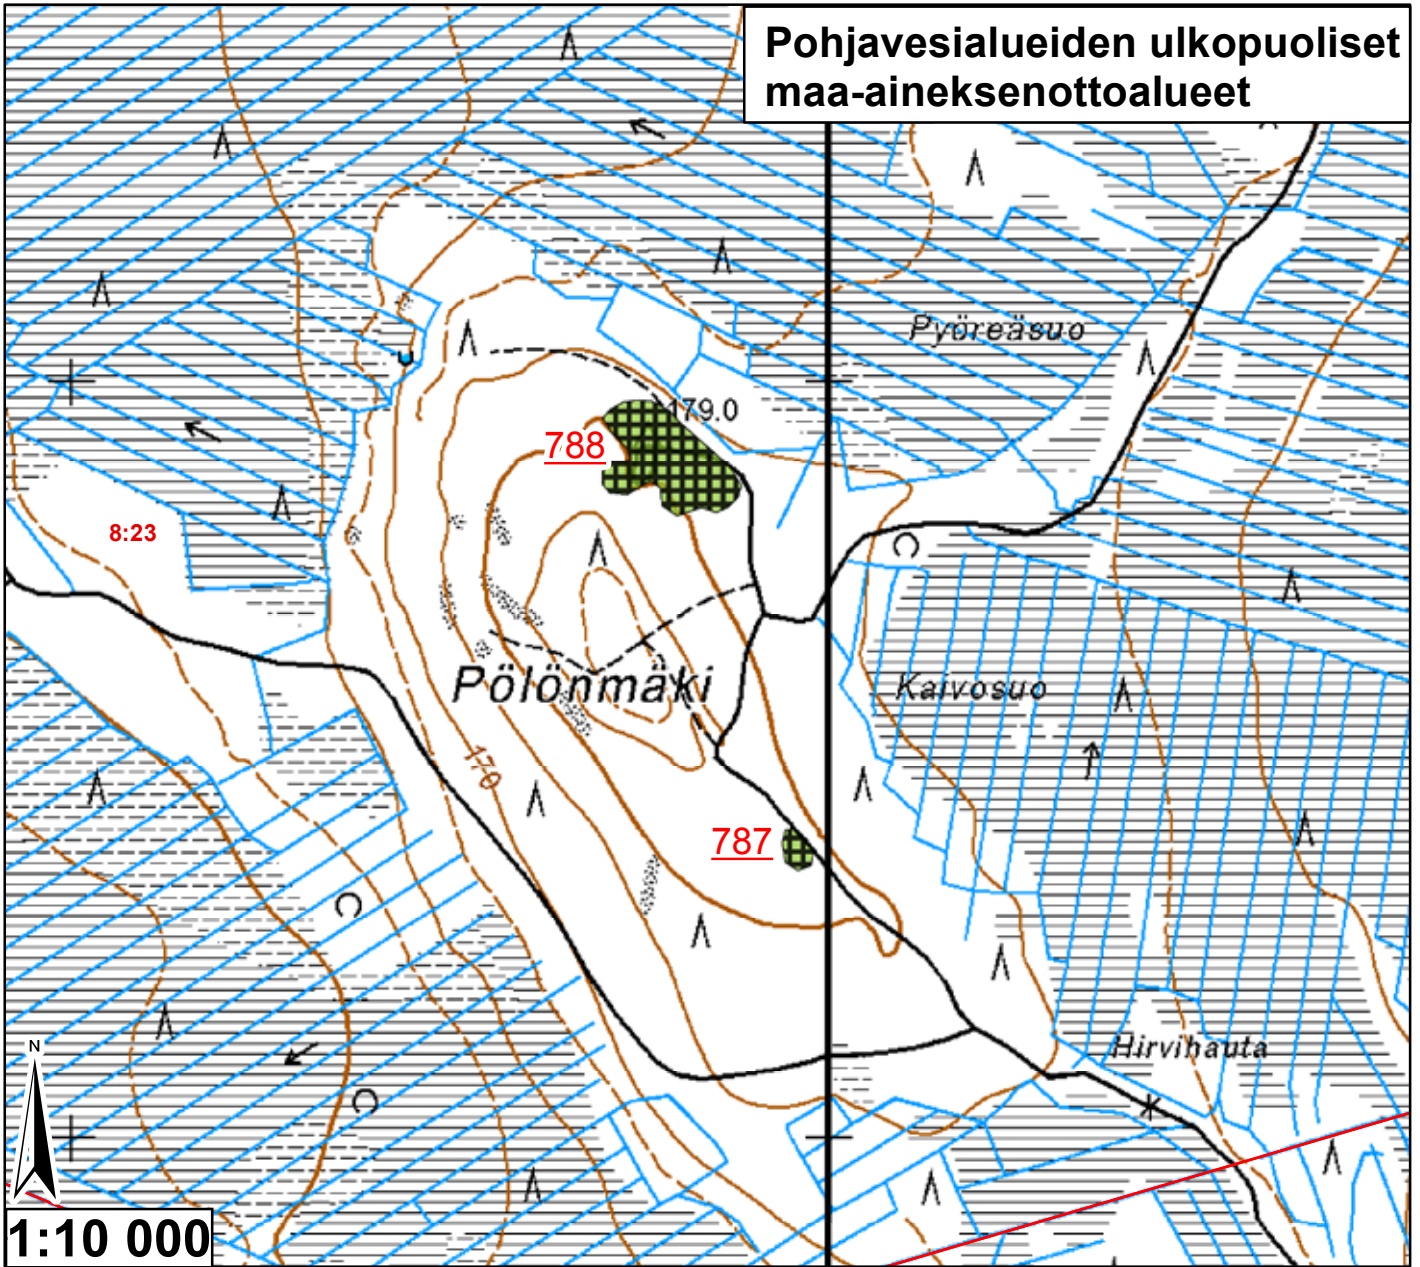 Pohjavesialueiden ulkopuoliset
maa-aineksenottoalueet
Pyöreäsuo
179.0
788
8:23
Pölönmäki
Kaivosuo
170
787
Hirvihauta
N
1:10 000